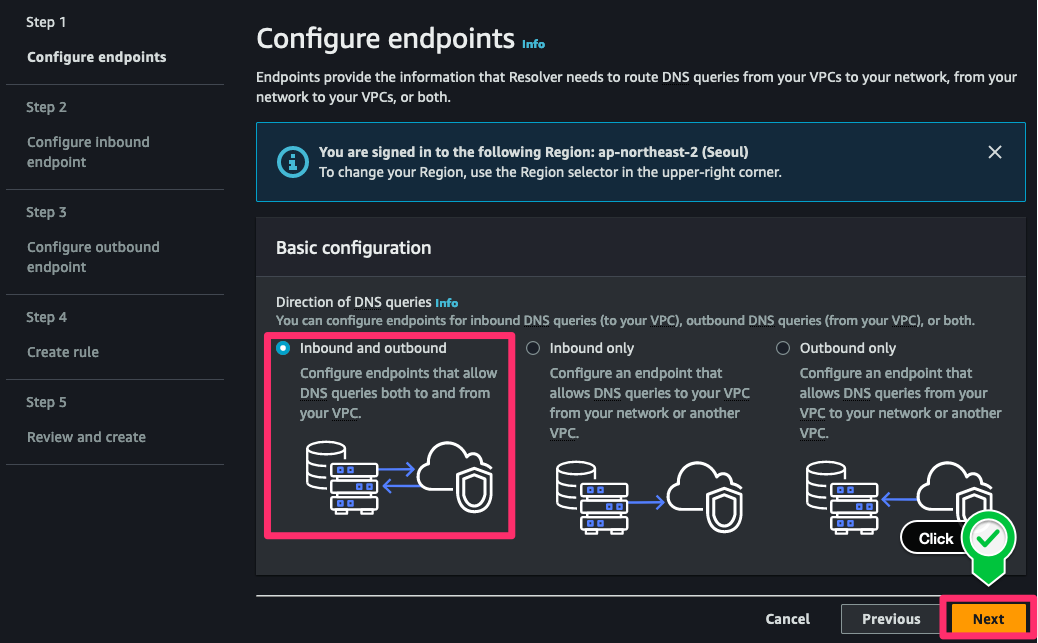 Step 1
Configure endpoints
Step 2
Configure inbound
endpoint
Step 3
Configure outbound
endpoint
Step 4
Create rule
Step 5
Review and create
Configure endpoints Info
Endpoints provide the information that Resolver needs to route DNS queries from your VPCs to your network, from your
network to your VPCs, or both.
You are signed in to the following Region: ap-northeast-2 (Seoul)
To change your Region, use the Region selector in the upper-right corner.
Basic configuration
Direction of DNS queries Info
You can configure endpoints for inbound DNS queries (to your VPC), outbound DNS queries (from your VPC), or both.
Inbound and outbound
Configure endpoints that allow
DNS queries both to and from
your VPC.
Inbound only
Configure an endpoint that
allows DNS queries to your VPC
from your network or another
VPC.
Outbound only
Configure an endpoint that
allows DNS queries from your
VPC to your network or another
VPC.
Click
Cancel
Previous
Next